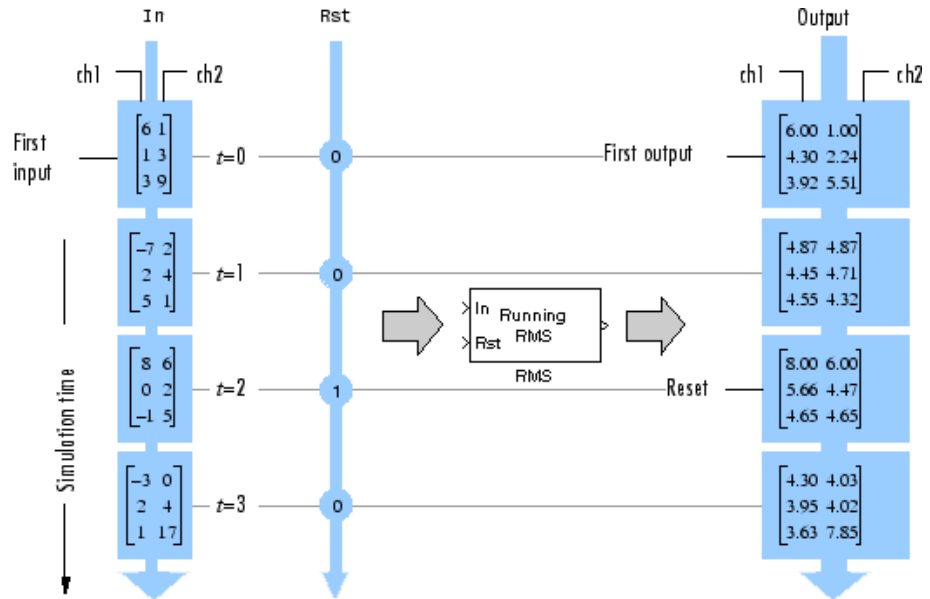 In Rst Output
ch1 ch2 ch1 ch2
First input
6 1
1 3
3 9
t=0
0
First output
6.00 1.00
4.30 2.24
3.92 5.51
-7 2
2 4
5 1
t=1
0
4.87 4.87
4.45 4.71
4.55 4.32
In
Rst
Running
RMS
RMS
Simulation time
8 6
0 2
-1 5
t=2
1
Reset
8.00 6.00
5.66 4.47
4.65 4.65
-3 0
2 4
1 17
t=3
0
4.30 4.03
3.95 4.02
3.63 7.85